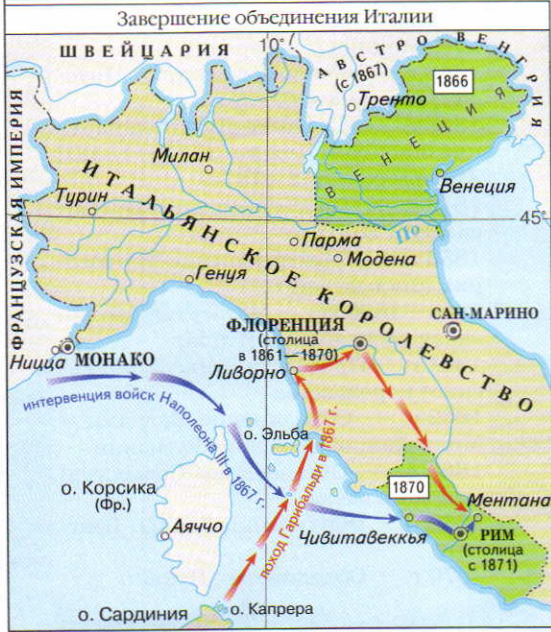 Завершение объединения Италии
ШВЕЙЦАРИЯ
10°
АВСТРО-ВЕНГРИЯ
(с 1867)
1866
Тренто
ФРАНЦУЗСКАЯ ИМПЕРИЯ
Милан
ВЕНЕЦИЯ
Венеция
ИТАЛЬЯНСКОЕ КОРОЛЕВСТВО
Турин
45°
По
Парма
Модена
Генуя
САН-МАРИНО
ФЛОРЕНЦИЯ
(столица
в 1861—1870)
Ницца
МОНАКО
Ливорно
интервенция войск Наполеона III в 1867 г.
о. Эльба
поход Гарибальди в 1867 г.
о. Корсика
(Фр.)
1870
Ментана
Аяччо
Чивитавеккья
РИМ
(столица
с 1871)
о. Сардиния
о. Капрера